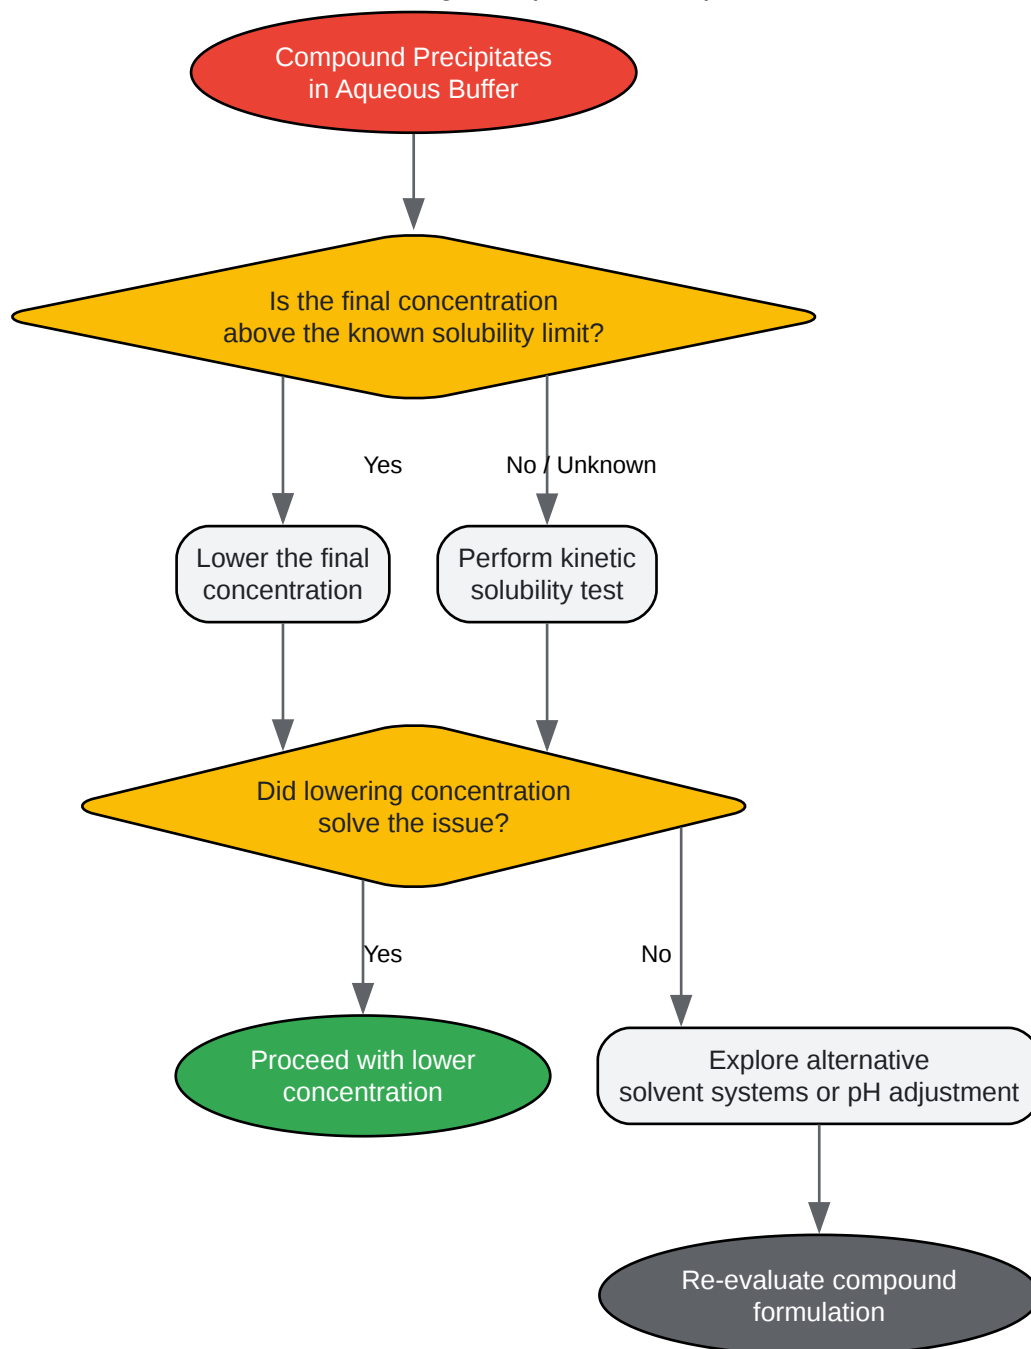 Compound Precipitates
in Aqueous Buffer
Is the final concentration
above the known solubility limit?
Yes
No / Unknown
Lower the final
concentration
Perform kinetic
solubility test
Did lowering concentration
solve the issue?
Yes
No
Proceed with lower
concentration
Explore alternative
solvent systems or pH adjustment
Re-evaluate compound
formulation